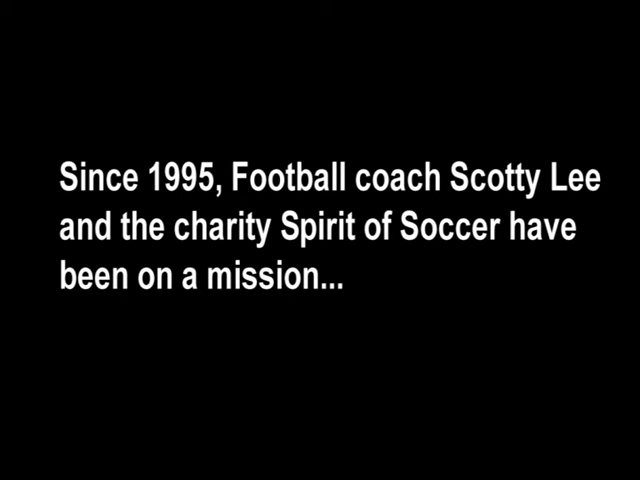 Since 1995, Football coach Scotty Lee
and the charity Spirit of Soccer have
been on a mission...